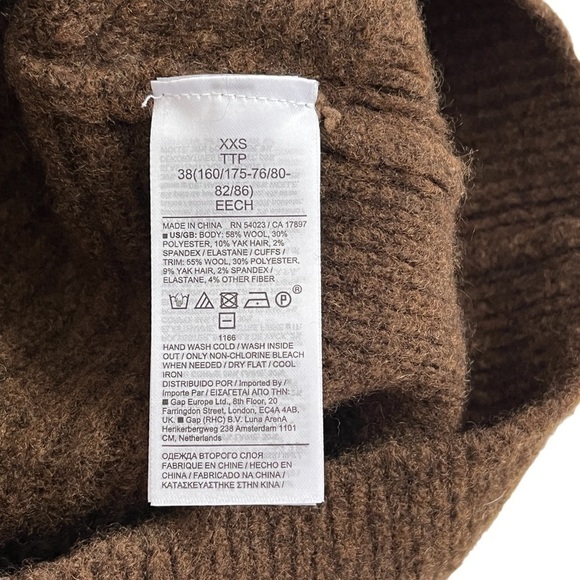 XXS
TTP
38(160/175-76/80-
82/86)
EECH
MADE IN CHINA RN 54023 / CA 17897
■ US/GB: BODY: 58% WOOL, 30%
POLYESTER, 10% YAK HAIR, 2%
SPANDEX / ELASTANE / CUFFS /
TRIM: 55% WOOL, 30% POLYESTER,
9% YAK HAIR, 2% SPANDEX /
ELASTANE, 4% OTHER FIBER
P ®
1166
HAND WASH COLD / WASH INSIDE
OUT / ONLY NON-CHLORINE BLEACH
WHEN NEEDED / DRY FLAT / COOL
IRON
DISTRIBUIDO POR / Imported By /
Importe Par / ΕΙΣΑΓΕΤΑΙ ΑΠΟ ΤΗΝ:
■ Gap Europe Ltd., 8th Floor, 20
Farringdon Street, London, EC4A 4AB,
UK. ■ Gap (RHC) B.V. Luna ArenA
Herikerbergweg 238 Amsterdam 1101
CM, Netherlands
ОДЕЖДА ВТОРОГО СЛОЯ
FABRIQUE EN CHINE / HECHO EN
CHINA / FABRICADO NA CHINA /
ΚΑΤΑΣΚΕΥΑΣΤΗΚΕ ΣΤΗΝ ΚΙΝΑ /